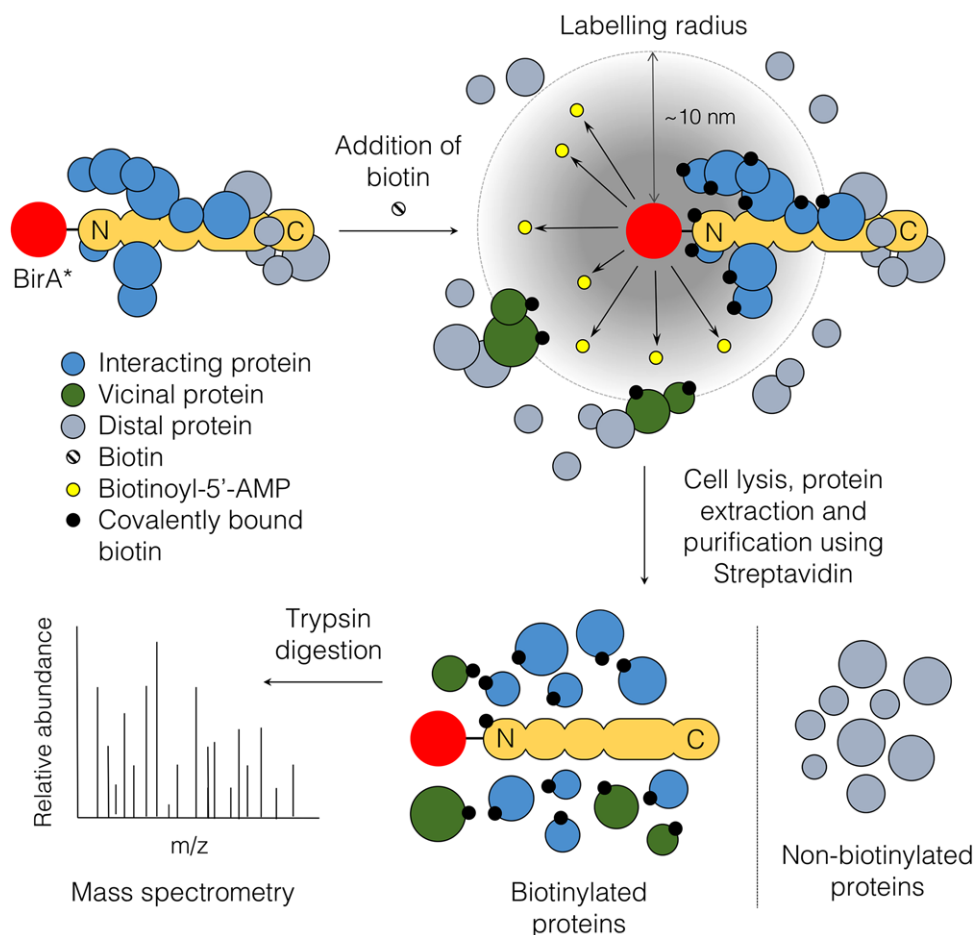 Labelling radius
~10 nm
Addition of
biotin
N
C
BirA*
N
C
Interacting protein
Vicinal protein
Distal protein
Biotin
Biotinoyl-5’-AMP
Covalently bound
biotin
Cell lysis, protein
extraction and
purification using
Streptavidin
Trypsin
digestion
Relative abundance
m/z
Mass spectrometry
N
C
Biotinylated
proteins
Non-biotinylated
proteins